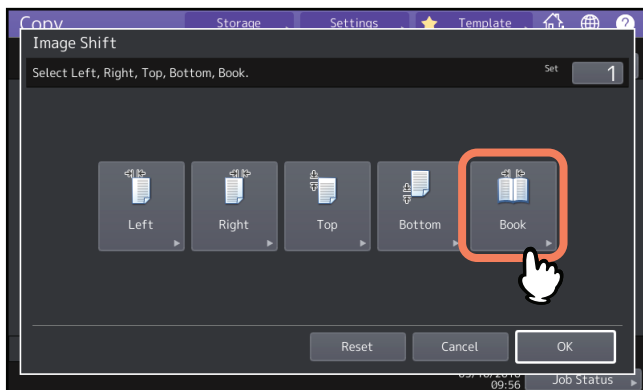 Copy Storage Settings Template ?
Image Shift
Select Left, Right, Top, Bottom, Book. Set 1
Left Right Top Bottom Book
Reset Cancel OK
09:56 Job Status